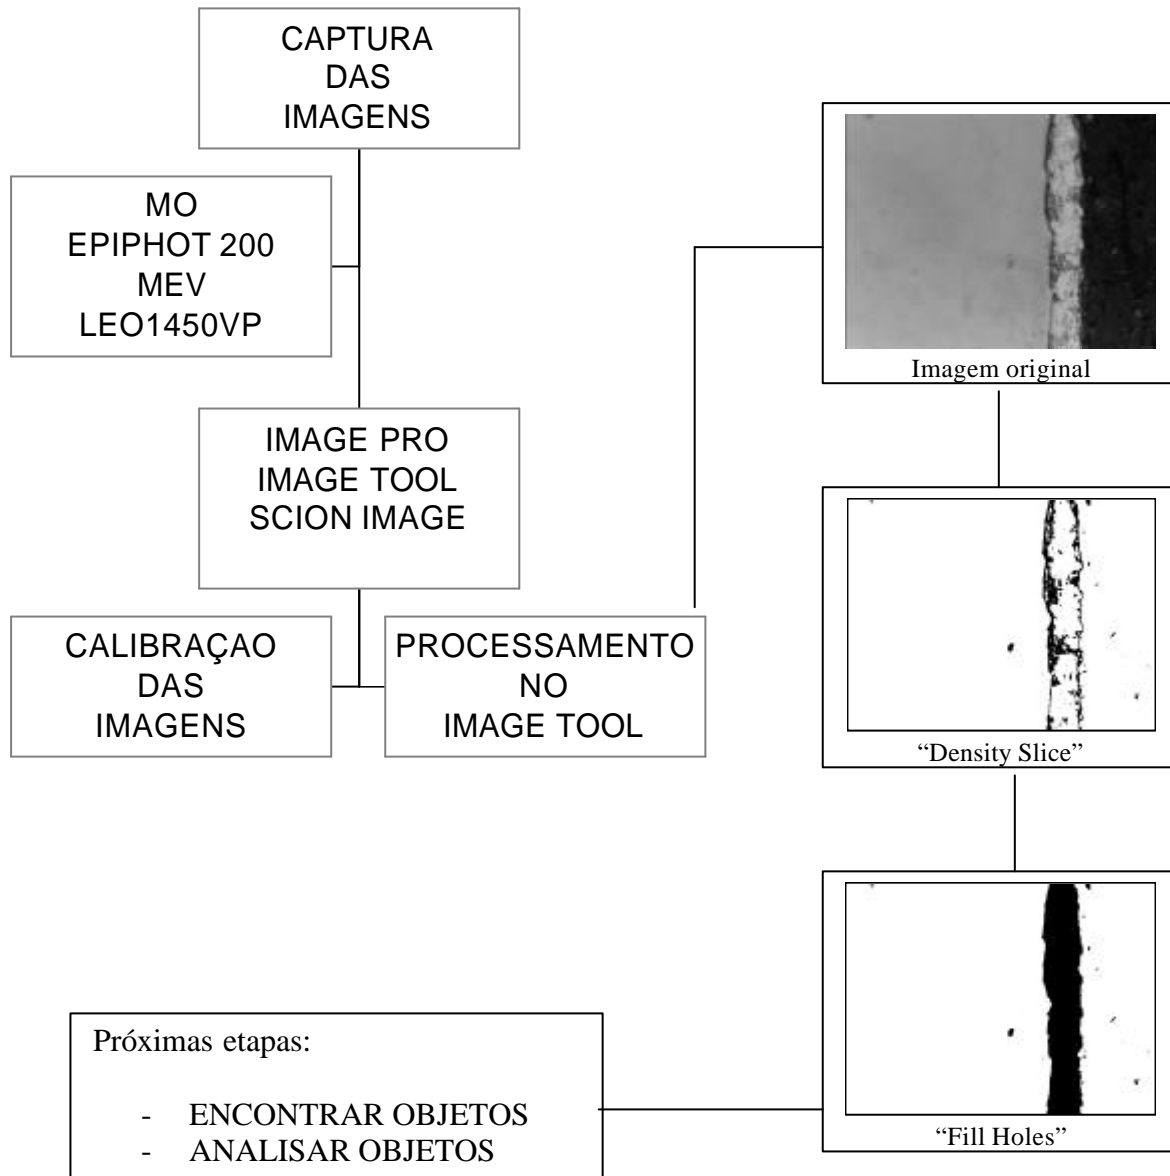 CAPTURA
DAS
IMAGENS
MO
EPIPHOT 200
MEV
LEO1450VP
IMAGE PRO
IMAGE TOOL
SCION IMAGE
CALIBRAÇAO
DAS
IMAGENS
PROCESSAMENTO
NO
IMAGE TOOL
Imagem original
“Density Slice”
“Fill Holes”
Próximas etapas:
- ENCONTRAR OBJETOS
- ANALISAR OBJETOS